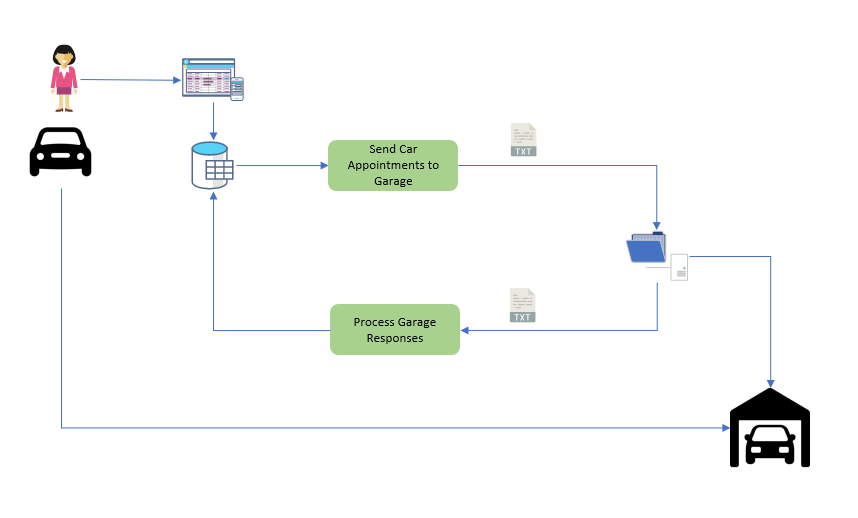 Send Car
Appointments to
Garage
TXT
TXT
Process Garage
Responses